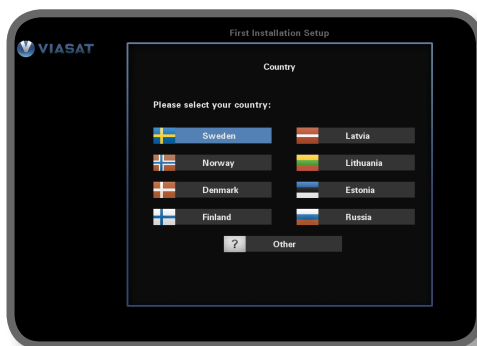 First Installation Setup
VIASAT
Country
Please select your country:
Sweden
Latvia
Norway
Lithuania
Denmark
Estonia
Finland
Russia
? Other